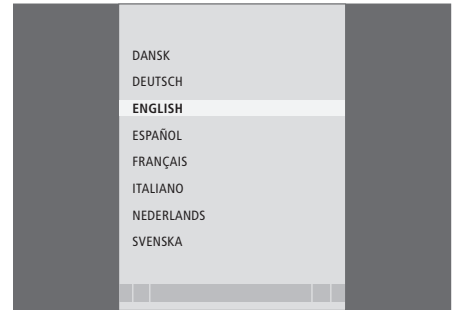 DANSK
DEUTSCH
ENGLISH
ESPAÑOL
FRANÇAIS
ITALIANO
NEDERLANDS
SVENSKA